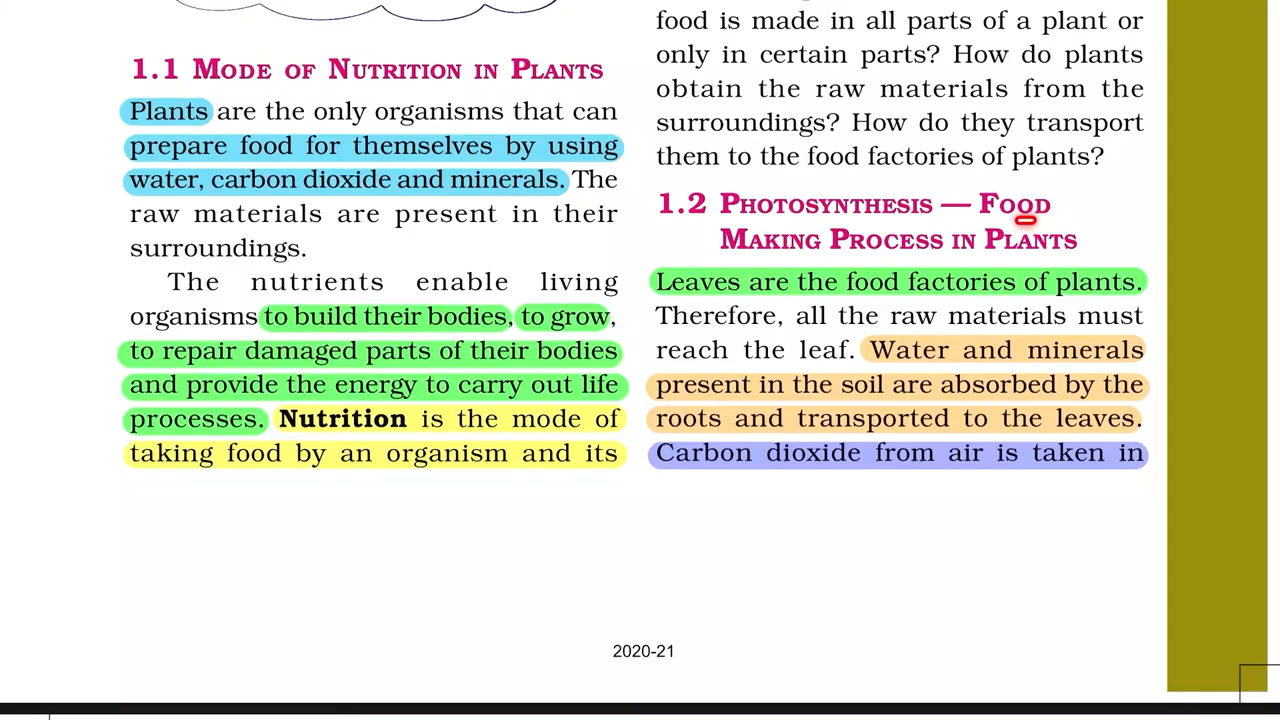 1.1 MODE OF NUTRITION IN PLANTS
Plants are the only organisms that can
prepare food for themselves by using
water, carbon dioxide and minerals. The
raw materials are present in their
surroundings.
The nutrients enable living
organisms to build their bodies, to grow,
to repair damaged parts of their bodies
and provide the energy to carry out life
processes. Nutrition is the mode of
taking food by an organism and its
food is made in all parts of a plant or
only in certain parts? How do plants
obtain the raw materials from the
surroundings? How do they transport
them to the food factories of plants?
1.2 PHOTOSYNTHESIS — FOOD
MAKING PROCESS IN PLANTS
Leaves are the food factories of plants.
Therefore, all the raw materials must
reach the leaf. Water and minerals
present in the soil are absorbed by the
roots and transported to the leaves.
Carbon dioxide from air is taken in
2020-21